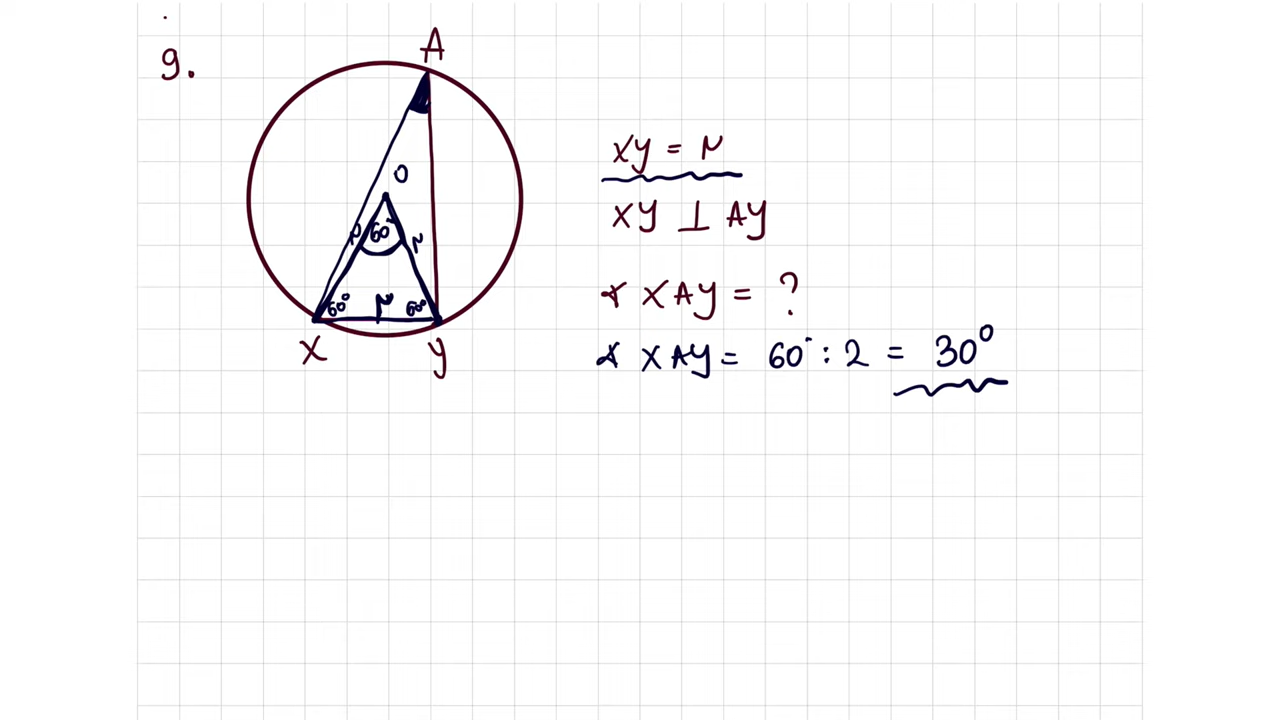 9.
A
O
60°
r r
60° r 60°
X y
xy = r
xy ⊥ Ay
∢ XAy = ?
∢ XAy = 60° : 2 = 30°